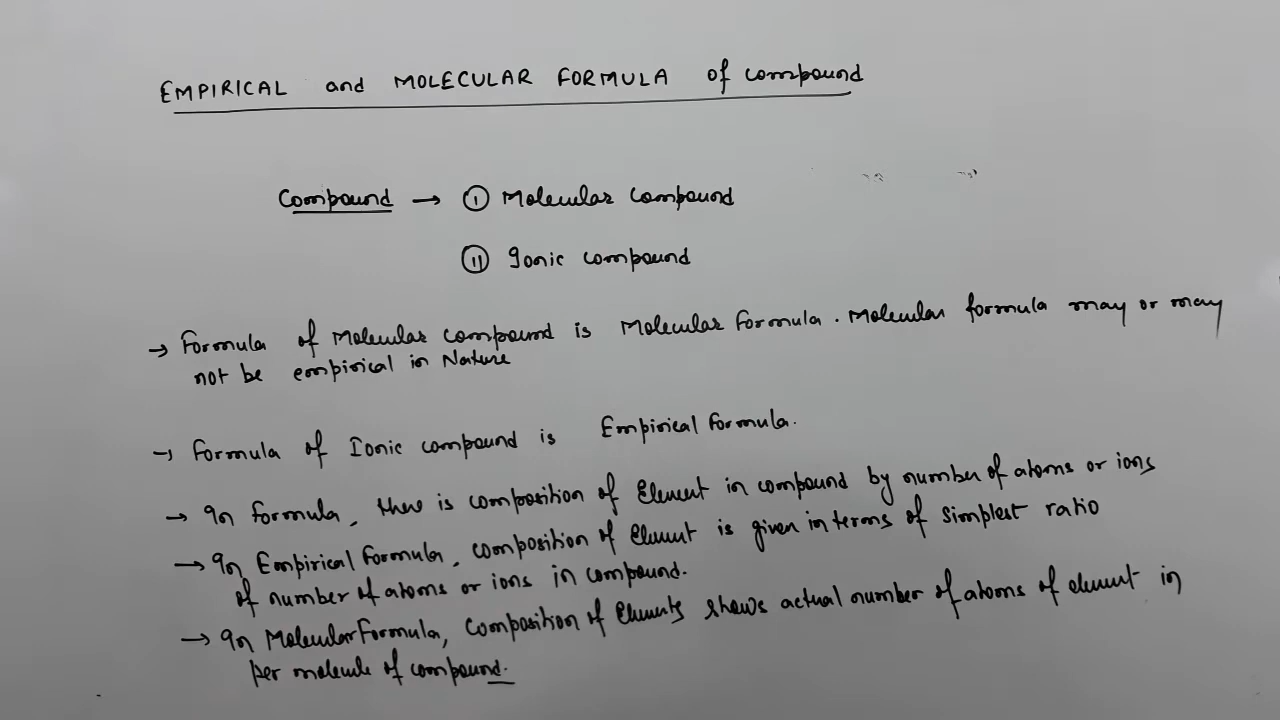 EMPIRICAL and MOLECULAR FORMULA of compound
Compound → ① Molecular compound
② Ionic compound
→ Formula of Molecular compound is Molecular Formula. Molecular formula may or may
not be empirical in Nature
→ Formula of Ionic compound is Empirical Formula.
→ In Formula, there is composition of Element in compound by number of atoms or ions
→ In Empirical Formula, composition of Element is given in terms of simplest ratio
of number of atoms or ions in compound.
→ In Molecular Formula, Composition of Elements shows actual number of atoms of element in
per molecule of compound.